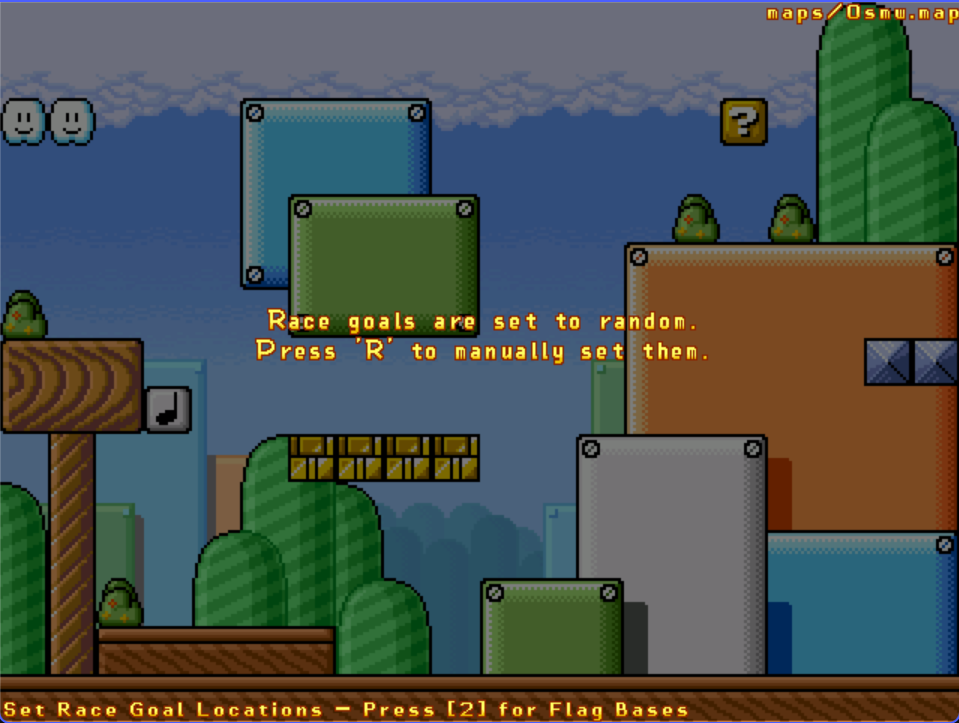 maps/0smw.map
?
Race goals are set to random.
Press 'R' to manually set them.
Set Race Goal Locations - Press [2] for Flag Bases